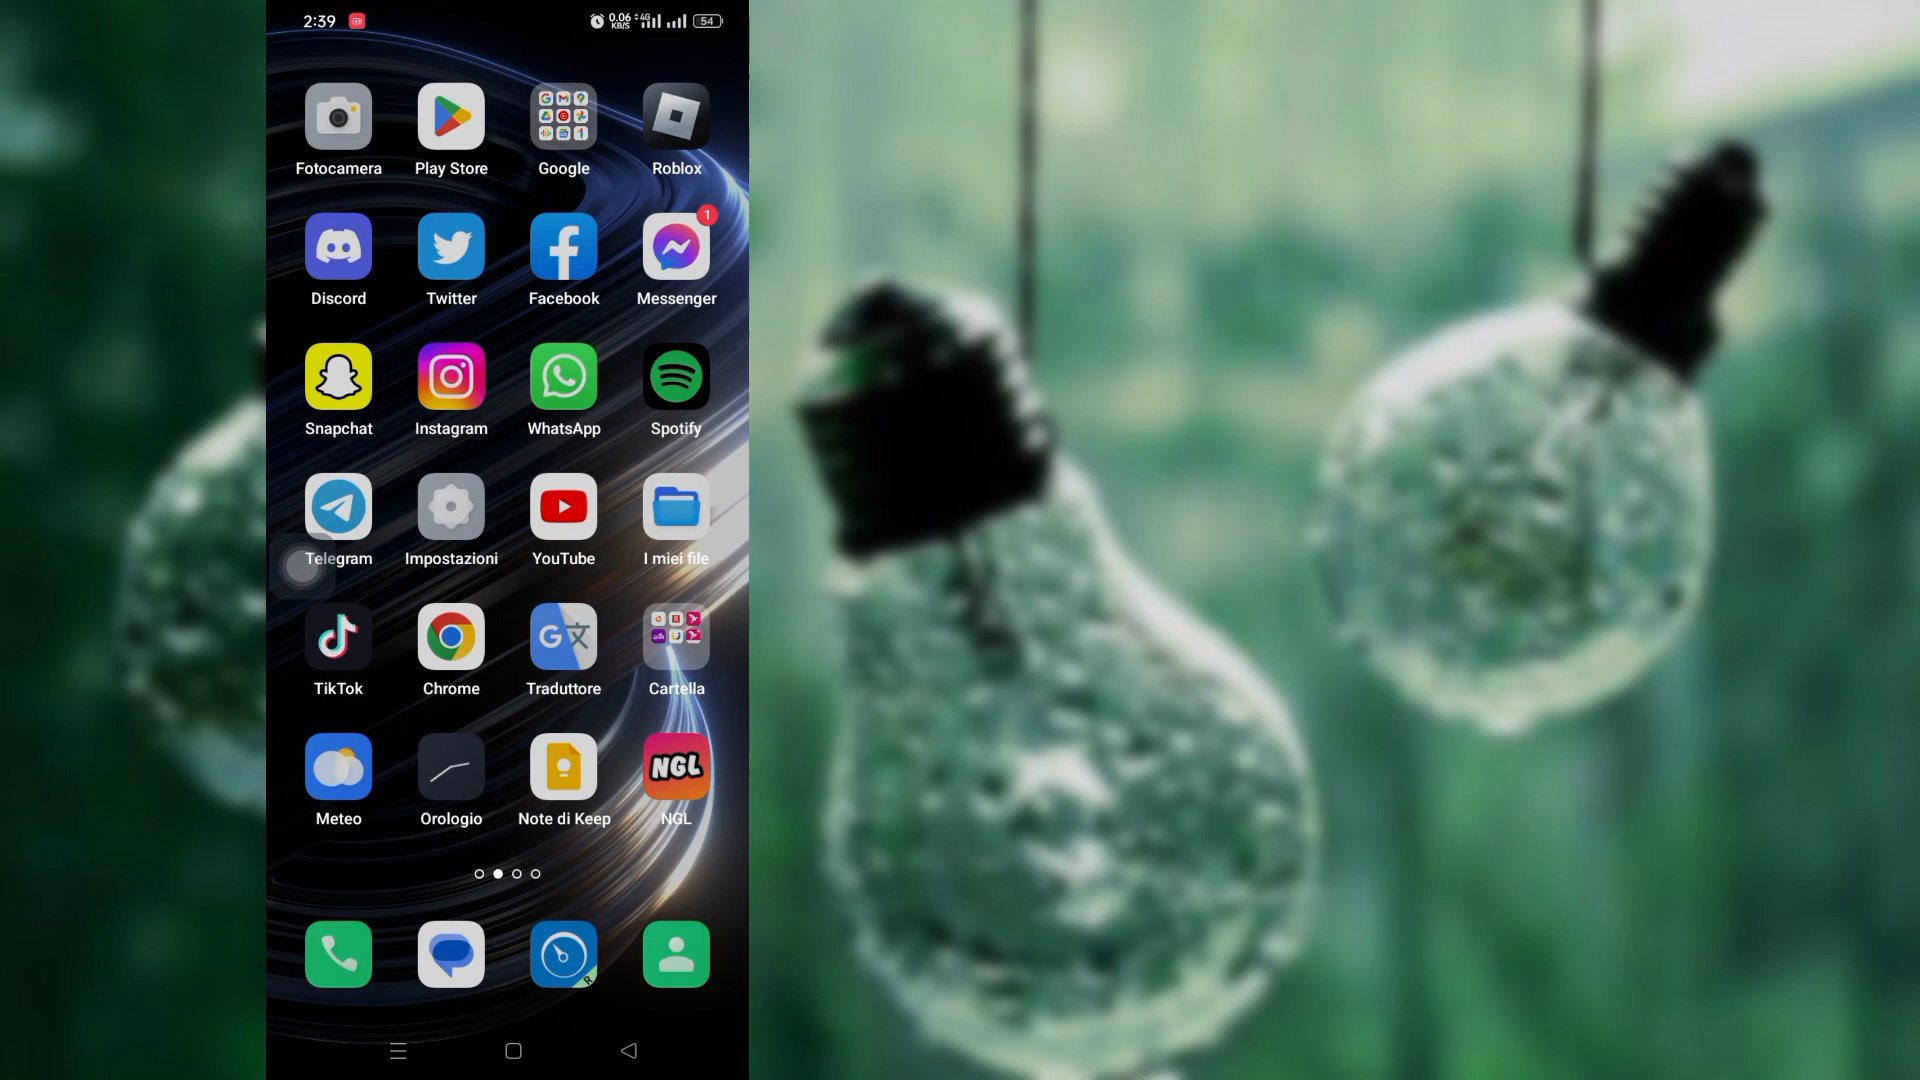 2:39 0.06 KB/S 4G 54
Fotocamera Play Store Google Roblox
1
Discord Twitter Facebook Messenger
Snapchat Instagram WhatsApp Spotify
Telegram Impostazioni YouTube I miei file
TikTok Chrome Traduttore Cartella
NGL
Meteo Orologio Note di Keep NGL
R